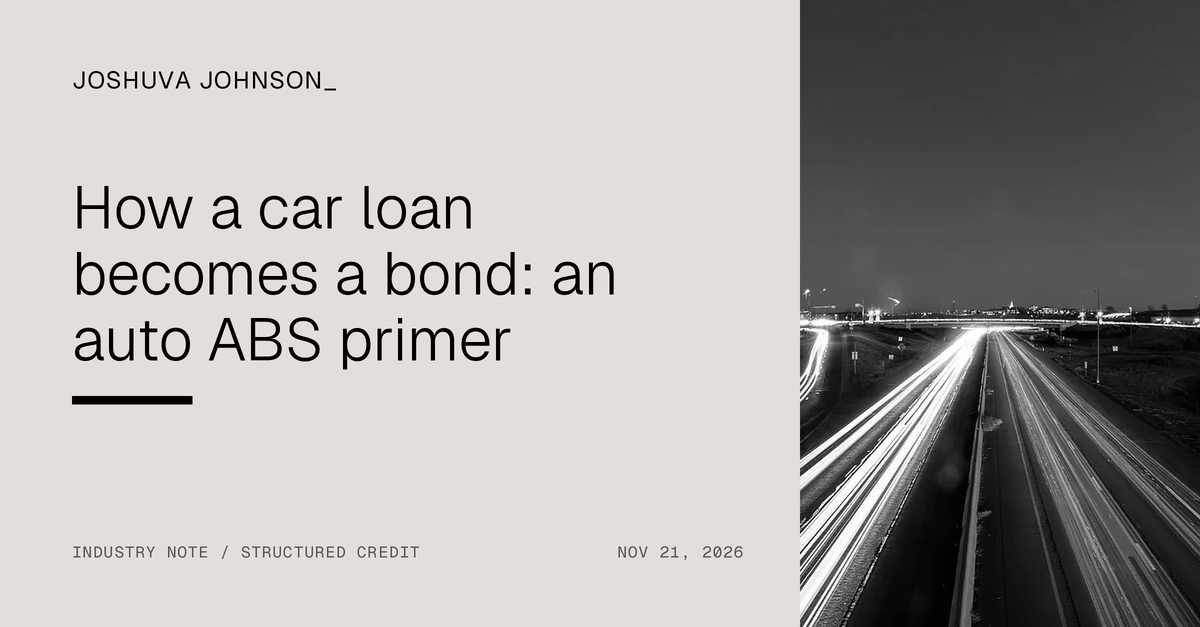 JOSHUVA JOHNSON_
How a car loan
becomes a bond: an
auto ABS primer
INDUSTRY NOTE / STRUCTURED CREDIT
NOV 21, 2026